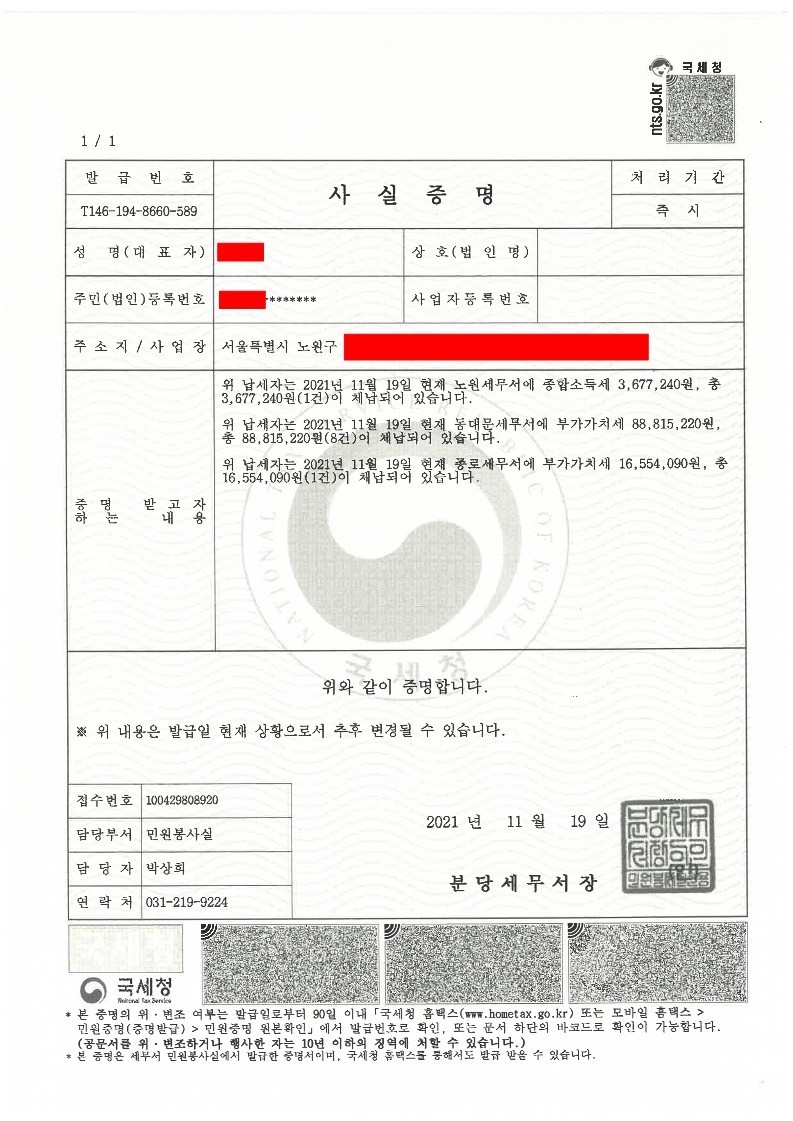 국세청
nts.go.kr
1 / 1
발 급 번 호
사 실 증 명
처 리 기 간
T146-194-8660-589
즉 시
성 명(대 표 자)
상 호(법 인 명)
주민(법인)등록번호
*******
사업자등록번호
주 소 지 / 사 업 장
서울특별시 노원구
위 납세자는 2021년 11월 19일 현재 노원세무서에 종합소득세 3,677,240원, 총
3,677,240원(1건)이 체납되어 있습니다.
위 납세자는 2021년 11월 19일 현재 동대문세무서에 부가가치세 88,815,220원,
총 88,815,220원(8건)이 체납되어 있습니다.
위 납세자는 2021년 11월 19일 현재 종로세무서에 부가가치세 16,554,090원, 총
16,554,090원(1건)이 체납되어 있습니다.
증 명 받 고 자
하 는 내 용
NATIONAL TAX SERVICE REPUBLIC OF KOREA
국세청
위와 같이 증명합니다.
※ 위 내용은 발급일 현재 상황으로서 추후 변경될 수 있습니다.
접수번호 100429808920
담당부서 민원봉사실
담 당 자 박상희
연 락 처 031-219-9224
2021 년 11 월 19 일
분 당 세 무 서 장
(인)
국세청
국세청
National Tax Service
* 본 증명의 위 · 변조 여부는 발급일로부터 90일 이내「국세청 홈택스(www.hometax.go.kr) 또는 모바일 홈택스 >
민원증명(증명발급) > 민원증명 원본확인」에서 발급번호로 확인, 또는 문서 하단의 바코드로 확인이 가능합니다.
(공문서를 위 · 변조하거나 행사한 자는 10년 이하의 징역에 처할 수 있습니다.)
* 본 증명은 세무서 민원봉사실에서 발급한 증명서이며, 국세청 홈택스를 통해서도 발급 받을 수 있습니다.